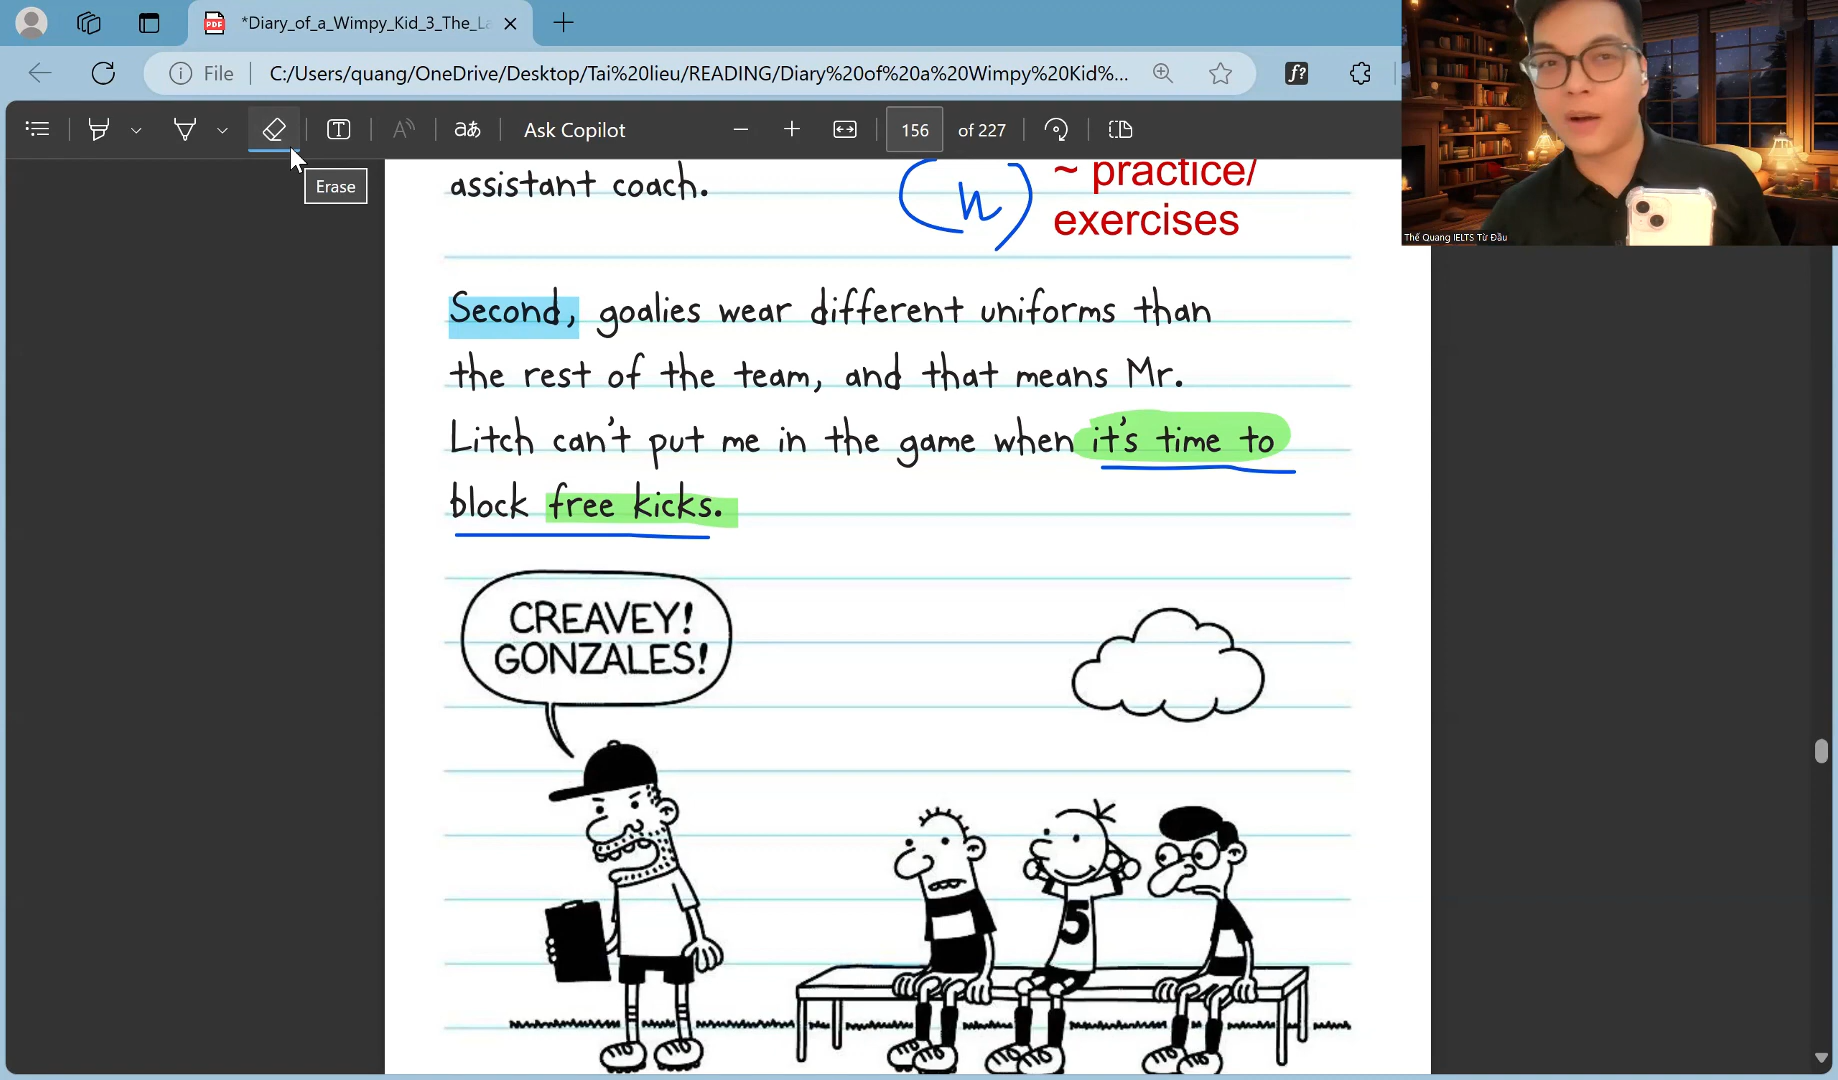 *Diary_of_a_Wimpy_Kid_3_The_La
File
C:/Users/quang/OneDrive/Desktop/Tai%20lieu/READING/Diary%20of%20a%20Wimpy%20Kid%...
Ask Copilot
156 of 227
Erase
Thế Quang IELTS Từ Đầu
assistant coach.
n
~ practice/
exercises
Second, goalies wear different uniforms than
the rest of the team, and that means Mr.
Litch can't put me in the game when it's time to
block free kicks.
CREAVEY!
GONZALES!
5